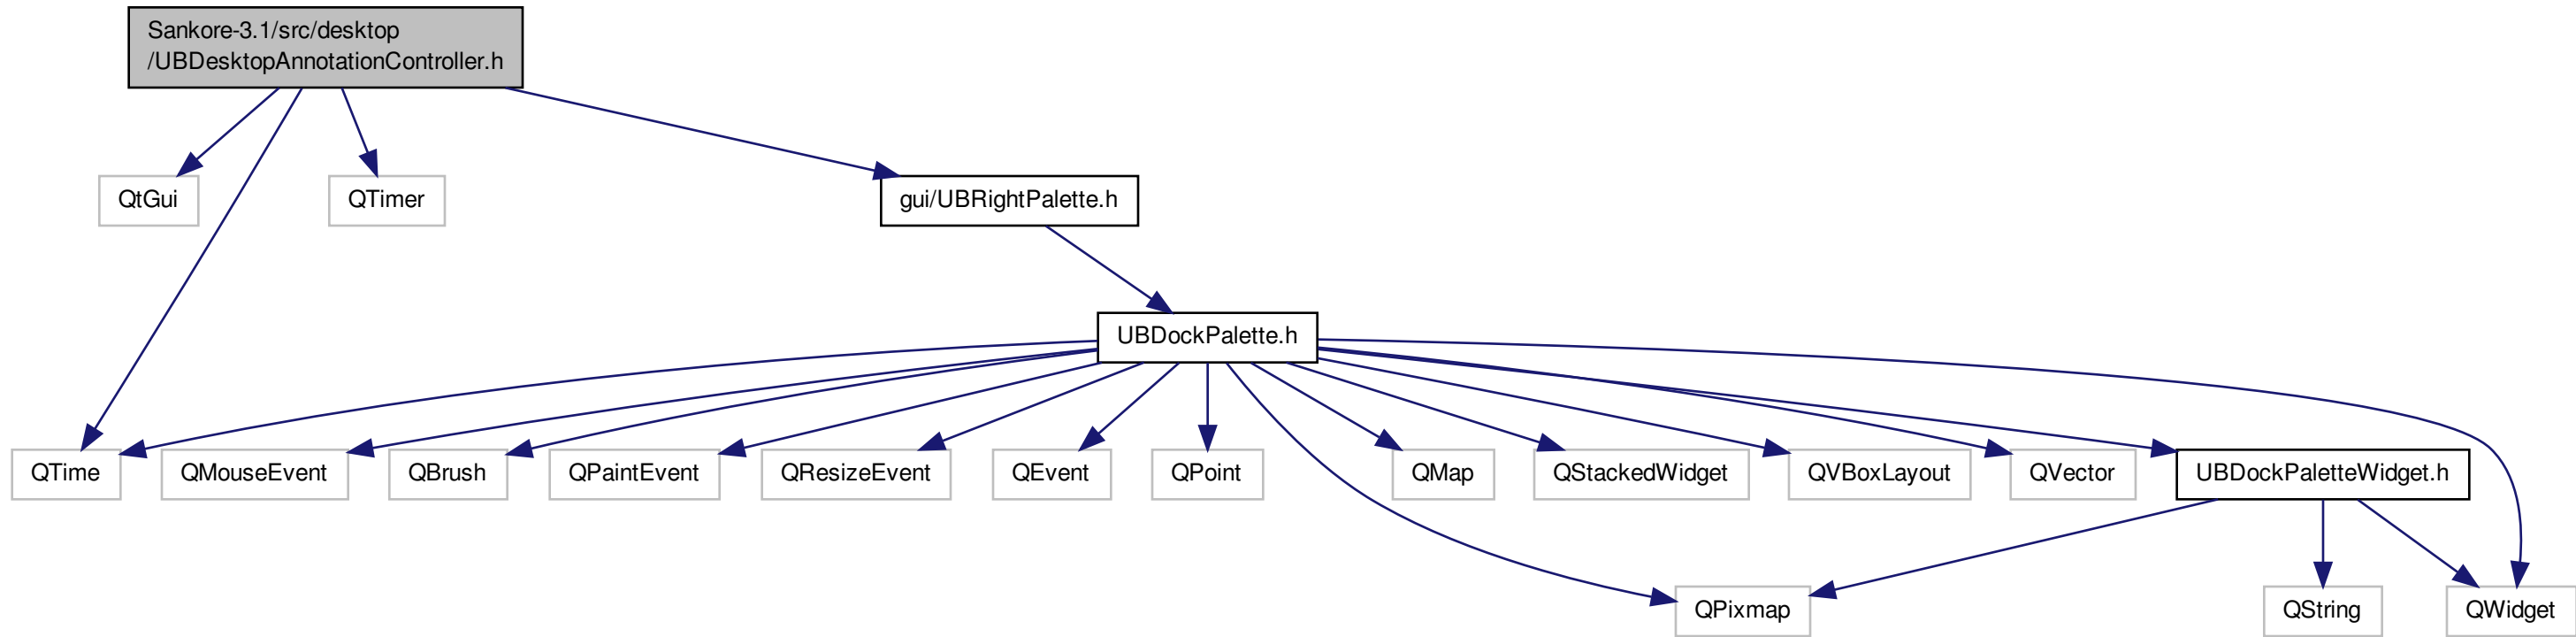 Sankore-3.1/src/desktop
/UBDesktopAnnotationController.h
QtGui
QTimer
gui/UBRightPalette.h
UBDockPalette.h
QTime
QMouseEvent
QBrush
QPaintEvent
QResizeEvent
QEvent
QPoint
QMap
QStackedWidget
QVBoxLayout
QVector
UBDockPaletteWidget.h
QPixmap
QString
QWidget